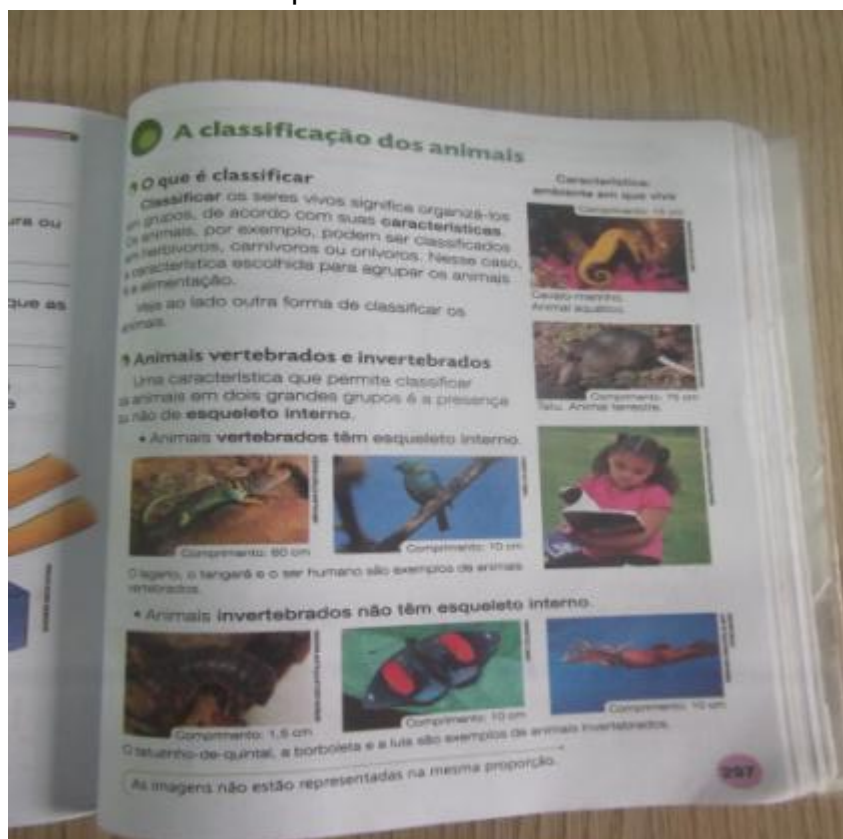 A classificação dos animais
O que é classificar
Classificar os seres vivos significa organizá-los
em grupos, de acordo com suas características.
Os animais, por exemplo, podem ser classificados
em herbívoros, carnívoros ou onívoros. Nesse caso,
a característica escolhida para agrupar os animais
é a alimentação.
Veja ao lado outra forma de classificar os
animais.
Característica:
ambiente em que vive
Cavalo-marinho.
Animal aquático.
Comprimento: 75 cm
Tatu. Animal terrestre.
Animais vertebrados e invertebrados
Uma característica que permite classificar
os animais em dois grandes grupos é a presença
ou não de esqueleto interno.
• Animais vertebrados têm esqueleto interno.
Comprimento: 60 cm
Comprimento: 10 cm
O lagarto, o tangará e o ser humano são exemplos de animais
vertebrados.
• Animais invertebrados não têm esqueleto interno.
Comprimento: 1,5 cm
Comprimento: 10 cm
Comprimento: 10 cm
O tatuzinho-de-quintal, a borboleta e a lula são exemplos de animais invertebrados.
As imagens não estão representadas na mesma proporção.
297
ura ou
que as